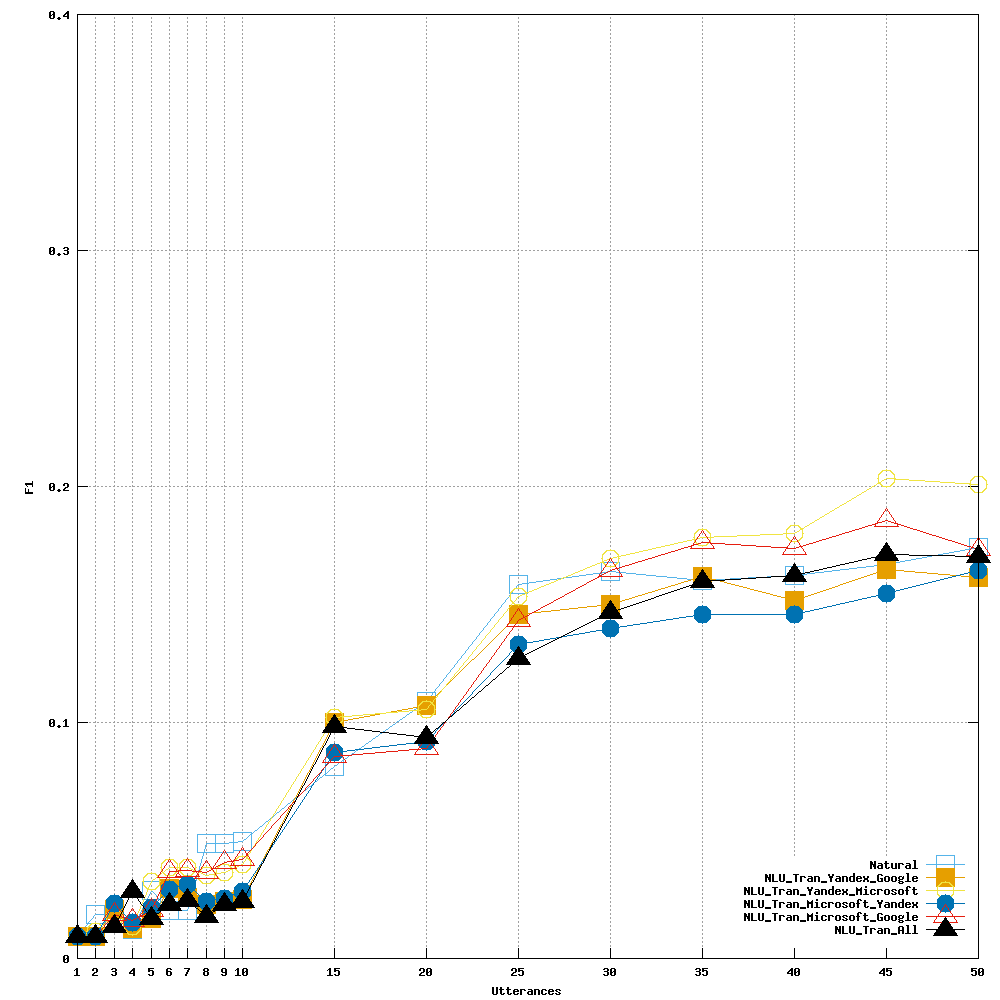 0.4
0.3
0.2
0.1
0
F1
Natural
NLU_Tran_Yandex_Google
NLU_Tran_Yandex_Microsoft
NLU_Tran_Microsoft_Yandex
NLU_Tran_Microsoft_Google
NLU_Tran_All
1 2 3 4 5 6 7 8 9 10 15 20 25 30 35 40 45 50
Utterances